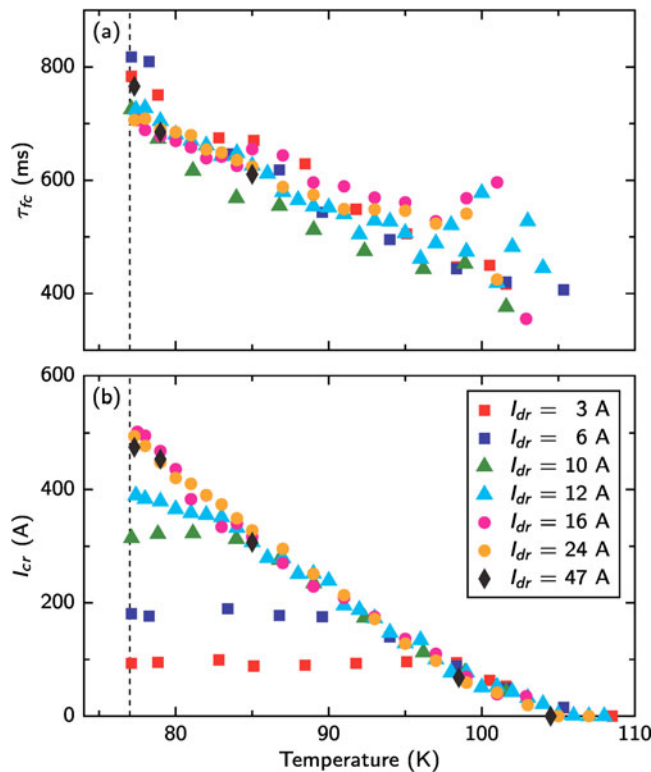 (a)
800
600
400
τfc (ms)
(b)
600
400
200
0
Icr (A)
Idr = 3 A
Idr = 6 A
Idr = 10 A
Idr = 12 A
Idr = 16 A
Idr = 24 A
Idr = 47 A
80 90 100 110
Temperature (K)